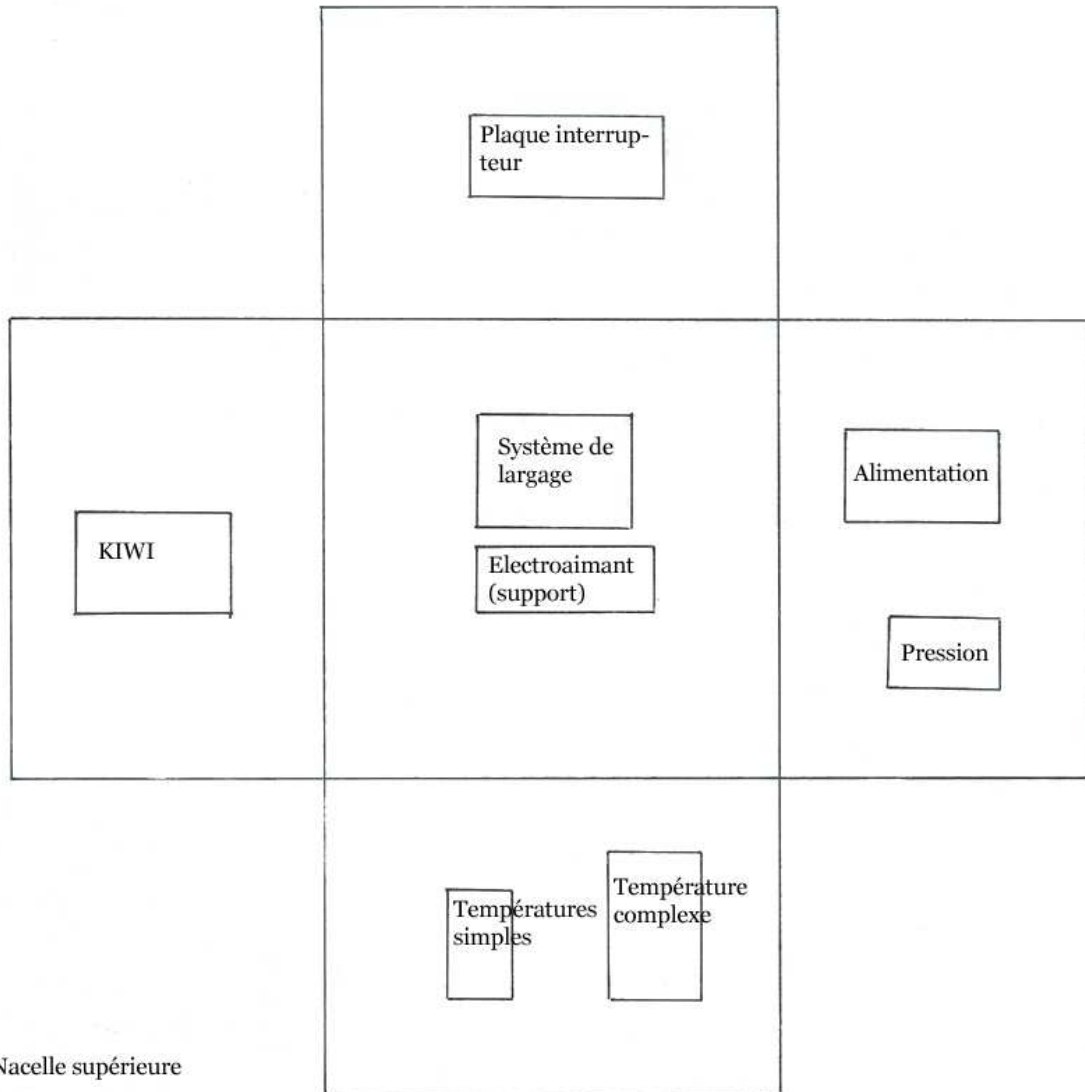 Plaque interrup-
teur
Système de
largage
Alimentation
KIWI
Electroaimant
(support)
Pression
Températures
simples
Température
complexe
Nacelle supérieure